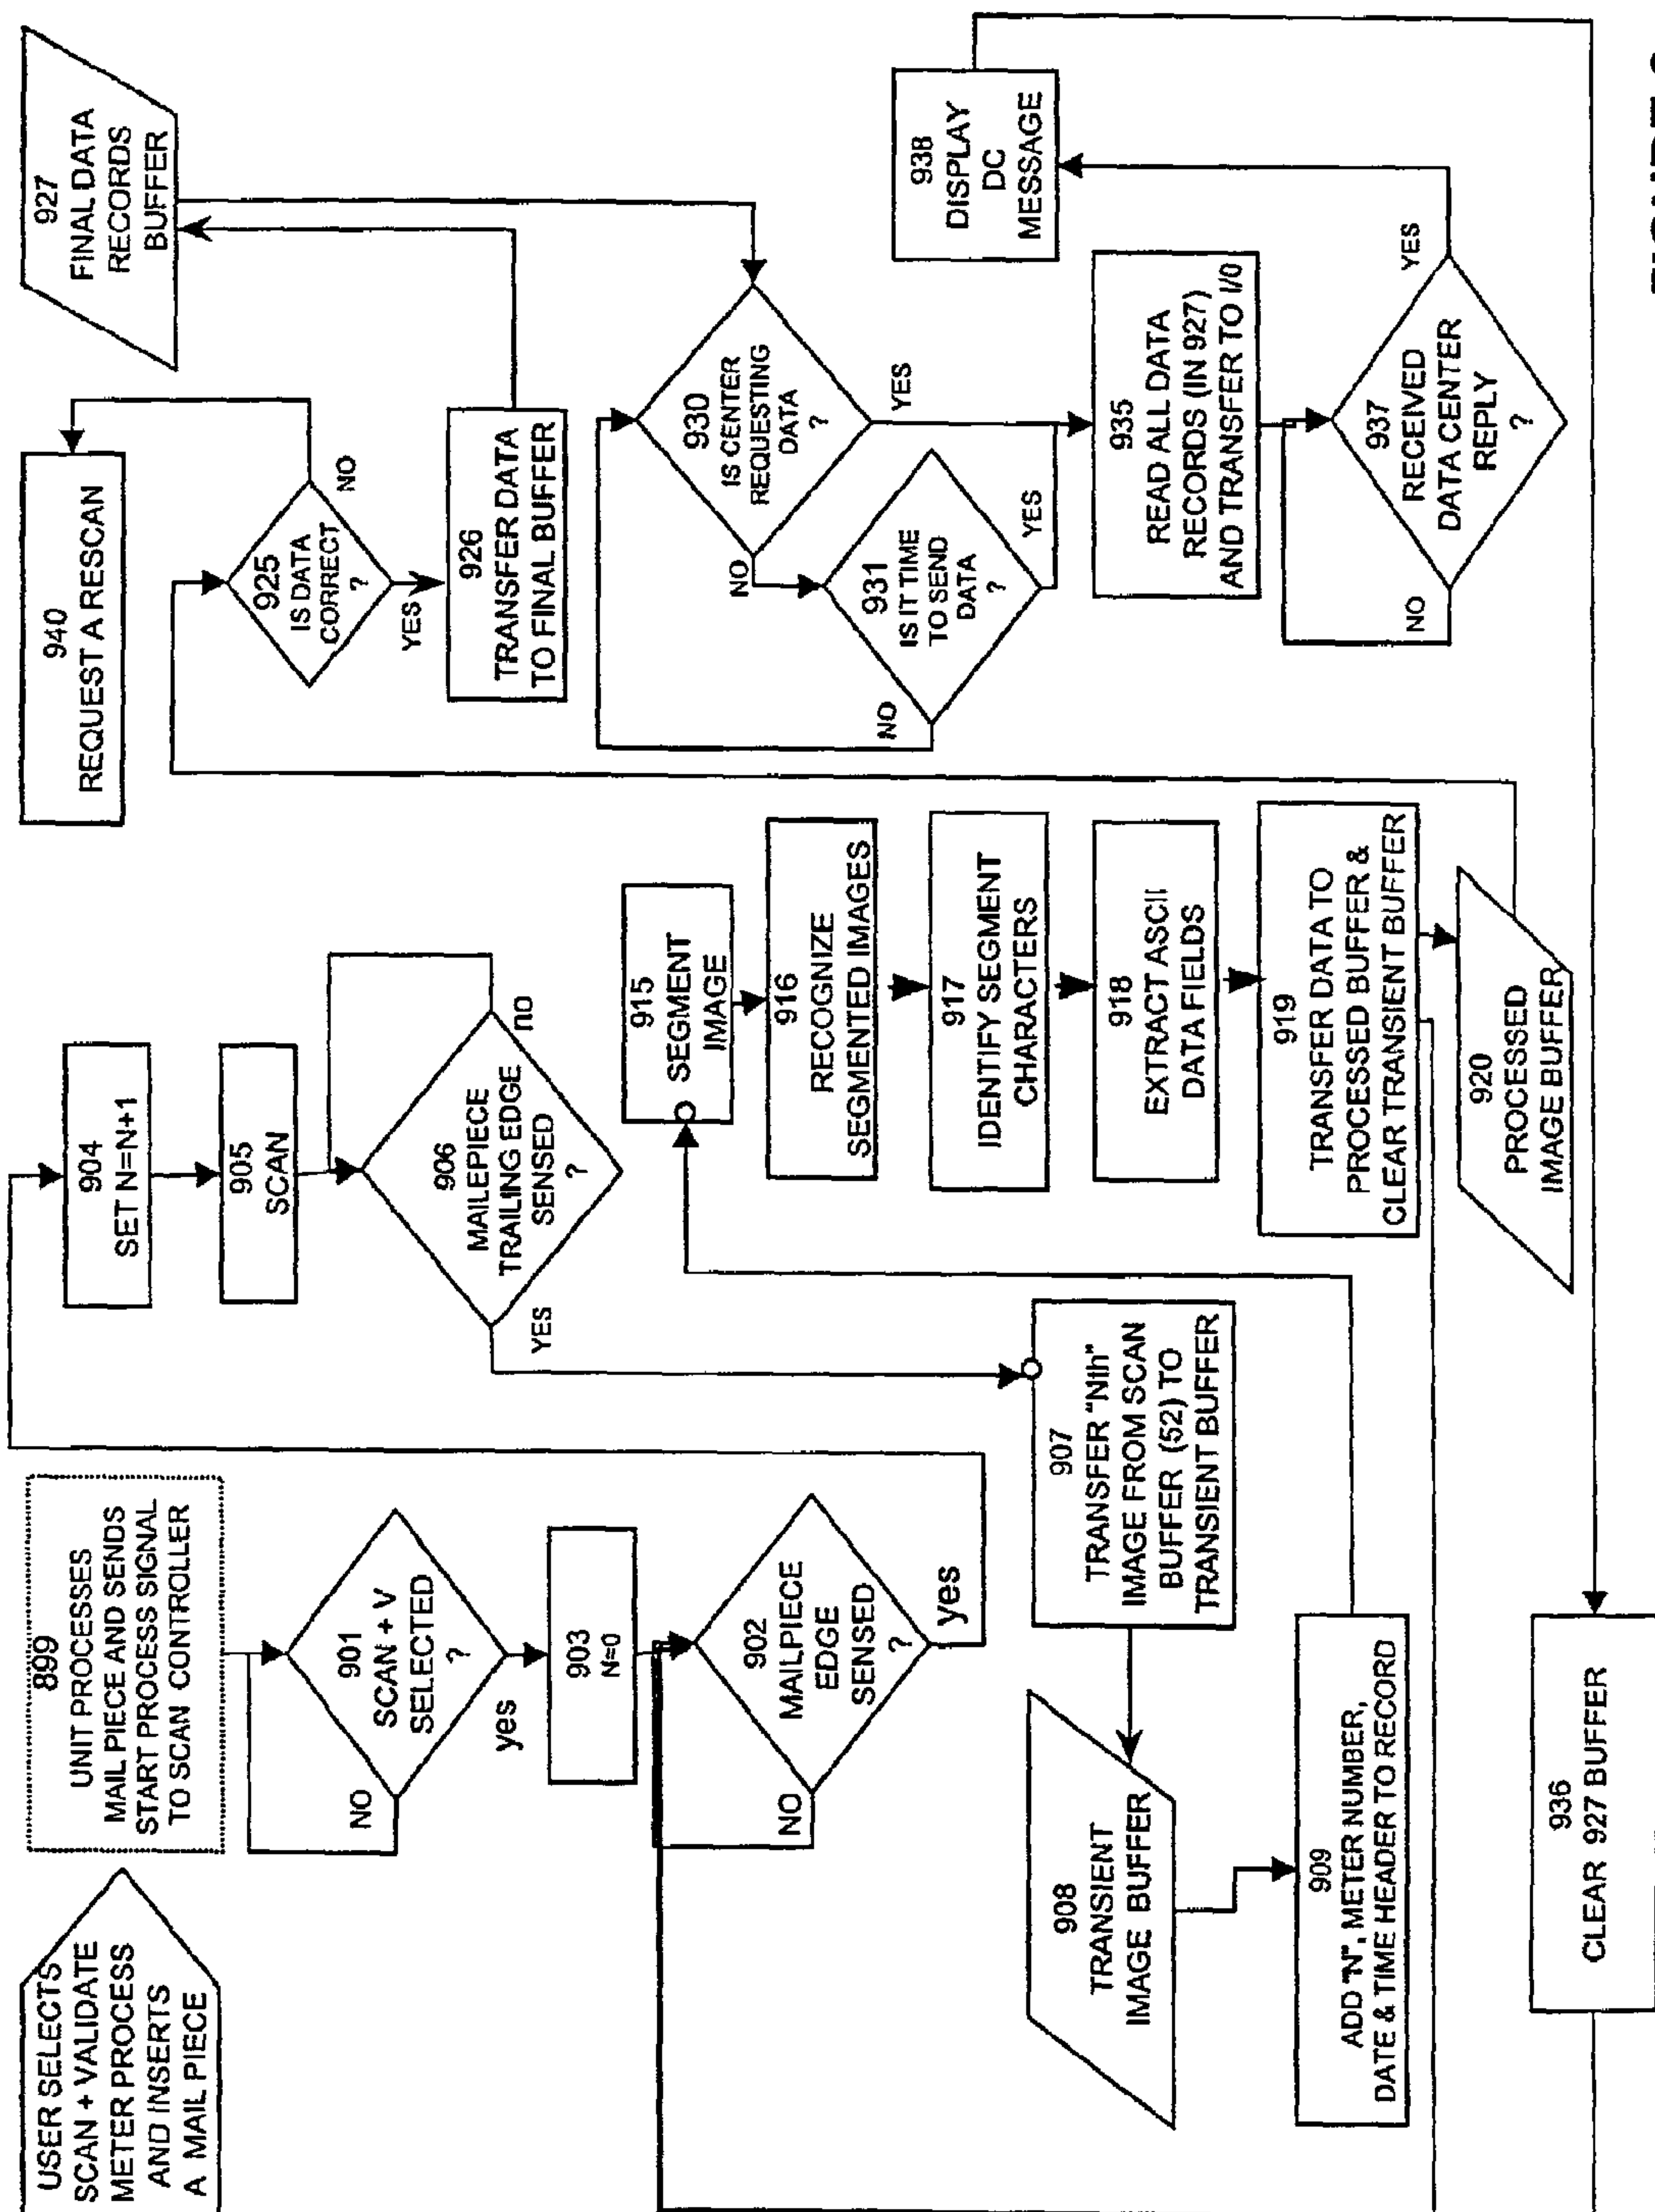 USER SELECTS
SCAN + VALIDATE
METER PROCESS
AND INSERTS
A MAIL PIECE
899
UNIT PROCESSES
MAIL PIECE AND SENDS
START PROCESS SIGNAL
TO SCAN CONTROLLER
901
SCAN + V
SELECTED
?
NO
yes
903
N=0
902
MAILPIECE
EDGE
SENSED
?
NO
yes
904
SET N=N+1
905
SCAN
906
MAILEPIECE
TRAILING EDGE
SENSED
?
YES
no
907
TRANSFER "Nth"
IMAGE FROM SCAN
BUFFER (52) TO
TRANSIENT BUFFER
908
TRANSIENT
IMAGE BUFFER
909
ADD "N", METER NUMBER,
DATE & TIME HEADER TO RECORD
915
SEGMENT
IMAGE
916
RECOGNIZE
SEGMENTED IMAGES
917
IDENTIFY SEGMENT
CHARACTERS
918
EXTRACT ASCII
DATA FIELDS
919
TRANSFER DATA TO
PROCESSED BUFFER &
CLEAR TRANSIENT BUFFER
920
PROCESSED
IMAGE BUFFER
940
REQUEST A RESCAN
925
IS DATA
CORRECT
?
NO
YES
926
TRANSFER DATA
TO FINAL BUFFER
927
FINAL DATA
RECORDS
BUFFER
930
IS CENTER
REQUESTING
DATA
?
NO
YES
931
IS IT TIME
TO SEND
DATA
?
NO
YES
935
READ ALL DATA
RECORDS (IN 927)
AND TRANSFER TO I/0
937
RECEIVED
DATA CENTER
REPLY
?
NO
YES
938
DISPLAY
DC
MESSAGE
936
CLEAR 927 BUFFER